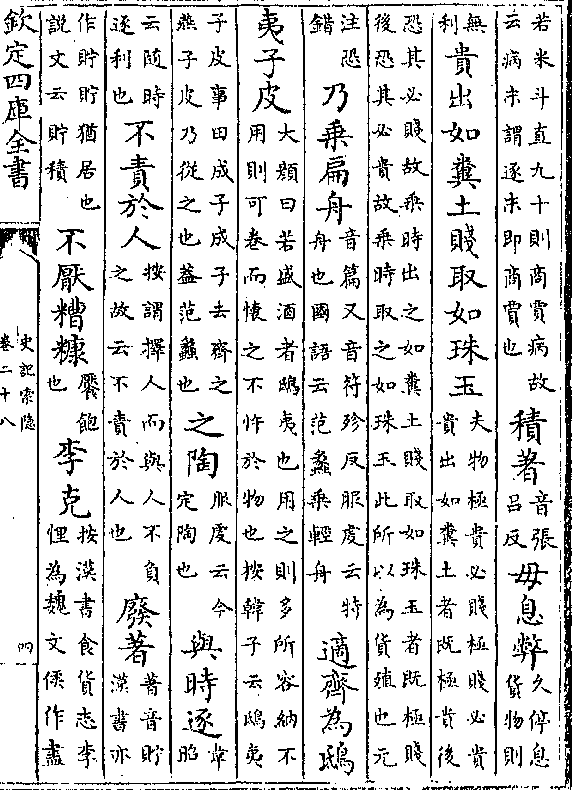 若米斗直九十則商賈病故云病末謂逐末即商賈也積著音張呂反毋息弊久停息貨物則
無利貴出如糞土賤取如珠玉夫物極貴必賤極賤必貴貴出如糞土者既極貴後
恐其必賤故乗時出之如糞土賤取如珠玉者既極賤後恐其必貴故乗時取之如珠玉此所以為貨殖也元
注恐錯乃乗扁舟音篇又音符殄反服䖍云特舟也國語云范蠡乗輕舟適齊為鴟
夷子皮大顔曰若盛酒者鴟夷也用之則多所容納不用則可卷而懷之不忤於物也按韓子云鴟夷
子皮事田成子成子去齊之燕子皮乃從之也盖范蠡也之陶服䖍云今定陶也與時逐韋昭
云随時逐利也不責於人按謂擇人而與人不負之故云不責於人也廢著著音貯漢書亦
作貯貯猶居也説文云貯積不厭糟糠饜飽也李克按漢書食貨志李悝為魏文侯作盡
欽定四庫全書
史記索隱
卷二十八
四